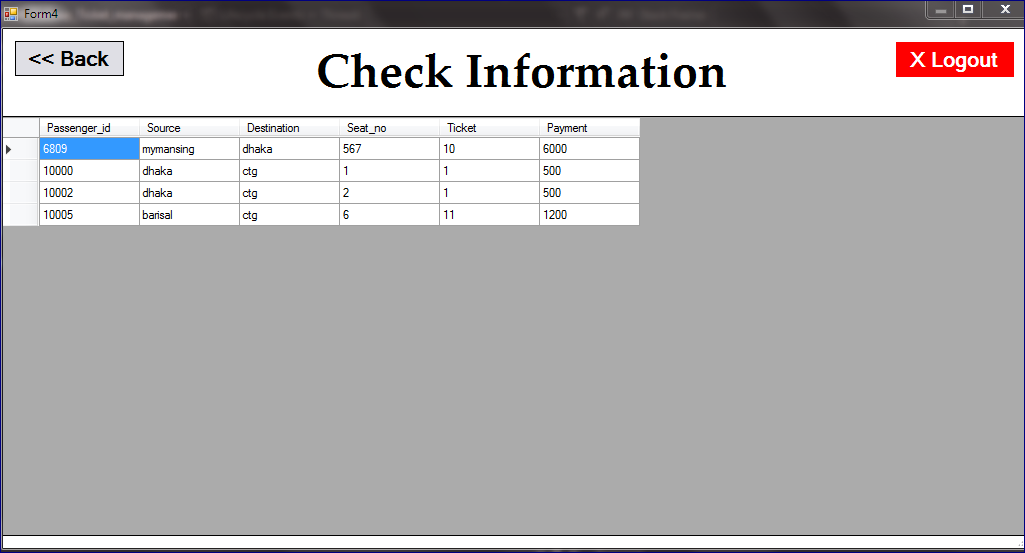 Form4
<< Back
Check Information
X Logout
Passenger_id Source Destination Seat_no Ticket Payment
6809 mymansing dhaka 567 10 6000
10000 dhaka ctg 1 1 500
10002 dhaka ctg 2 1 500
10005 barisal ctg 6 11 1200